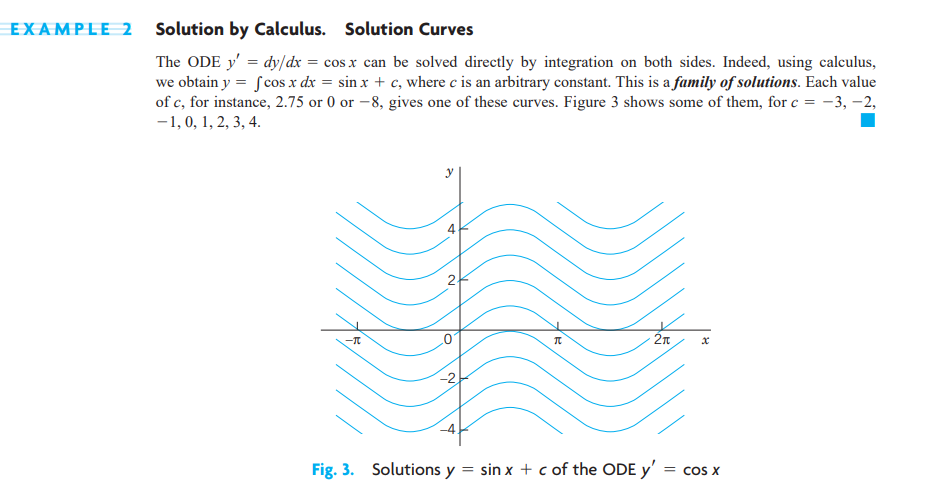 EXAMPLE 2 Solution by Calculus. Solution Curves
The ODE y′ = dy/dx = cos x can be solved directly by integration on both sides. Indeed, using calculus,
we obtain y = ∫cos x dx = sin x + c, where c is an arbitrary constant. This is a family of solutions. Each value
of c, for instance, 2.75 or 0 or −8, gives one of these curves. Figure 3 shows some of them, for c = −3, −2,
−1, 0, 1, 2, 3, 4.
y
4
2
−π 0 π 2π x
−2
−4
Fig. 3. Solutions y = sin x + c of the ODE y′ = cos x